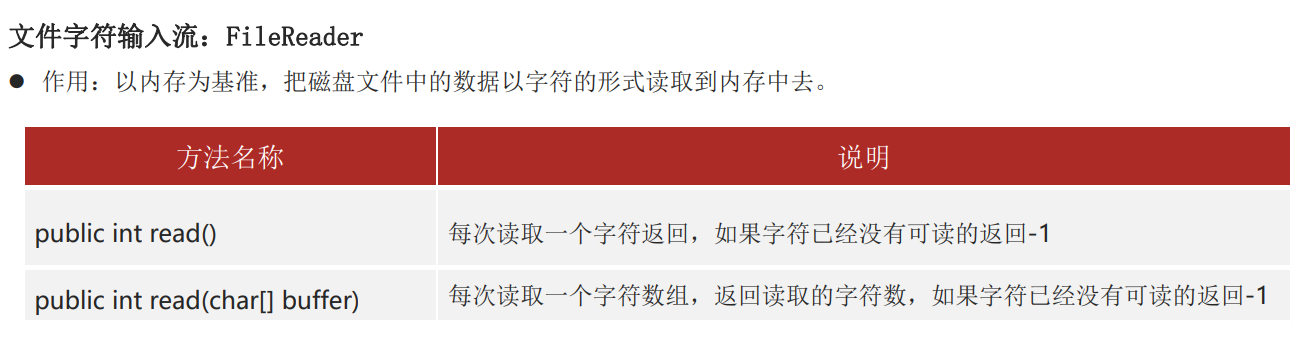 文件字符输入流：FileReader
● 作用：以内存为基准，把磁盘文件中的数据以字符的形式读取到内存中去。
方法名称 说明
public int read() 每次读取一个字符返回，如果字符已经没有可读的返回-1
public int read(char[] buffer) 每次读取一个字符数组，返回读取的字符数，如果字符已经没有可读的返回-1